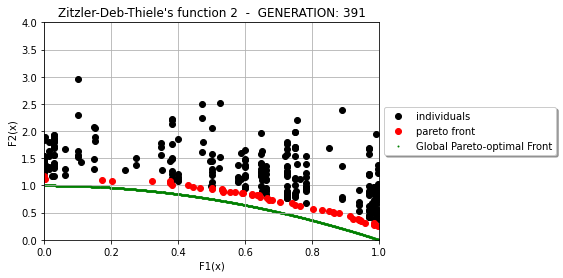 Zitzler-Deb-Thiele's function 2 - GENERATION: 391
4.0
3.5
3.0
2.5
2.0
1.5
1.0
0.5
0.0
F2(x)
0.0 0.2 0.4 0.6 0.8 1.0
F1(x)
individuals
pareto front
Global Pareto-optimal Front